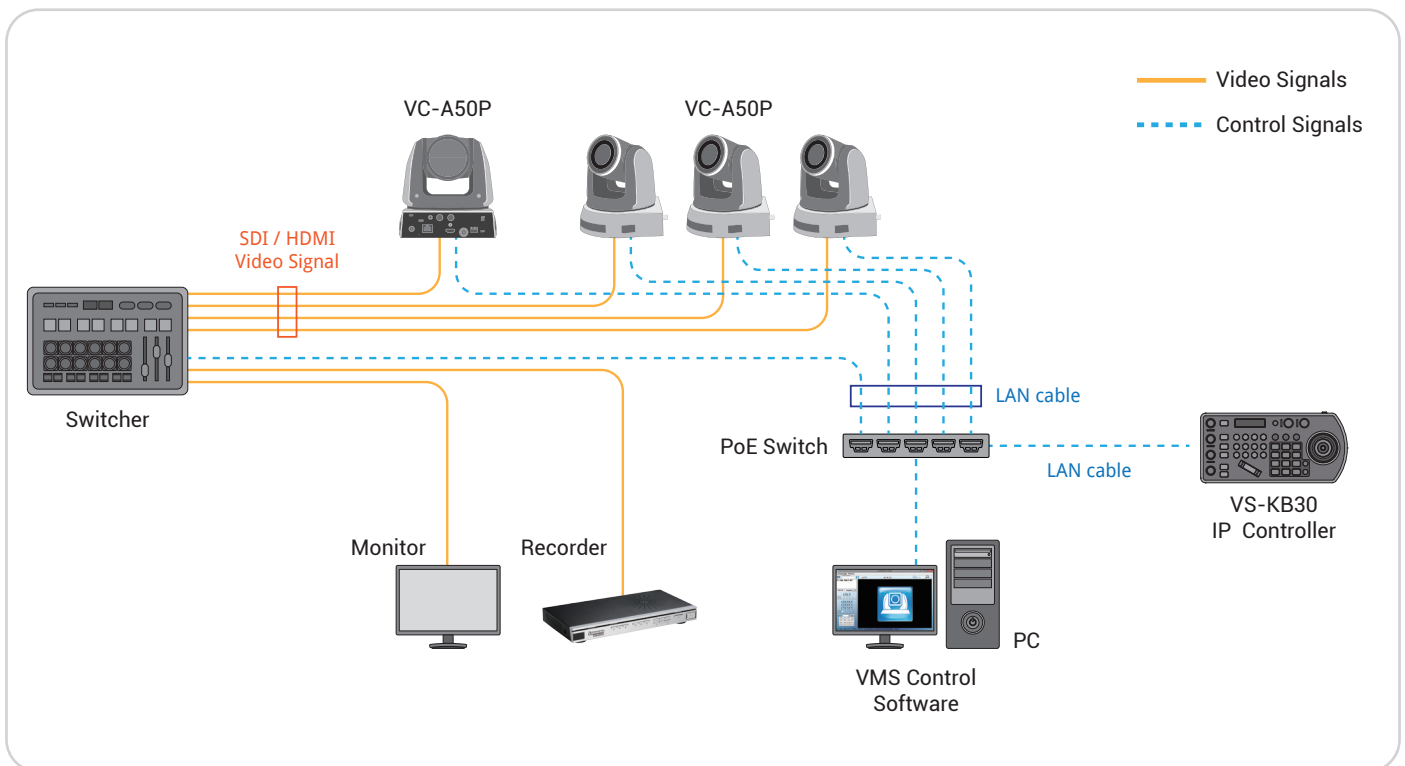 Video Signals
Control Signals
VC-A50P
VC-A50P
SDI / HDMI
Video Signal
Switcher
LAN cable
PoE Switch
LAN cable
VS-KB30
IP Controller
Monitor
Recorder
PC
VMS Control
Software